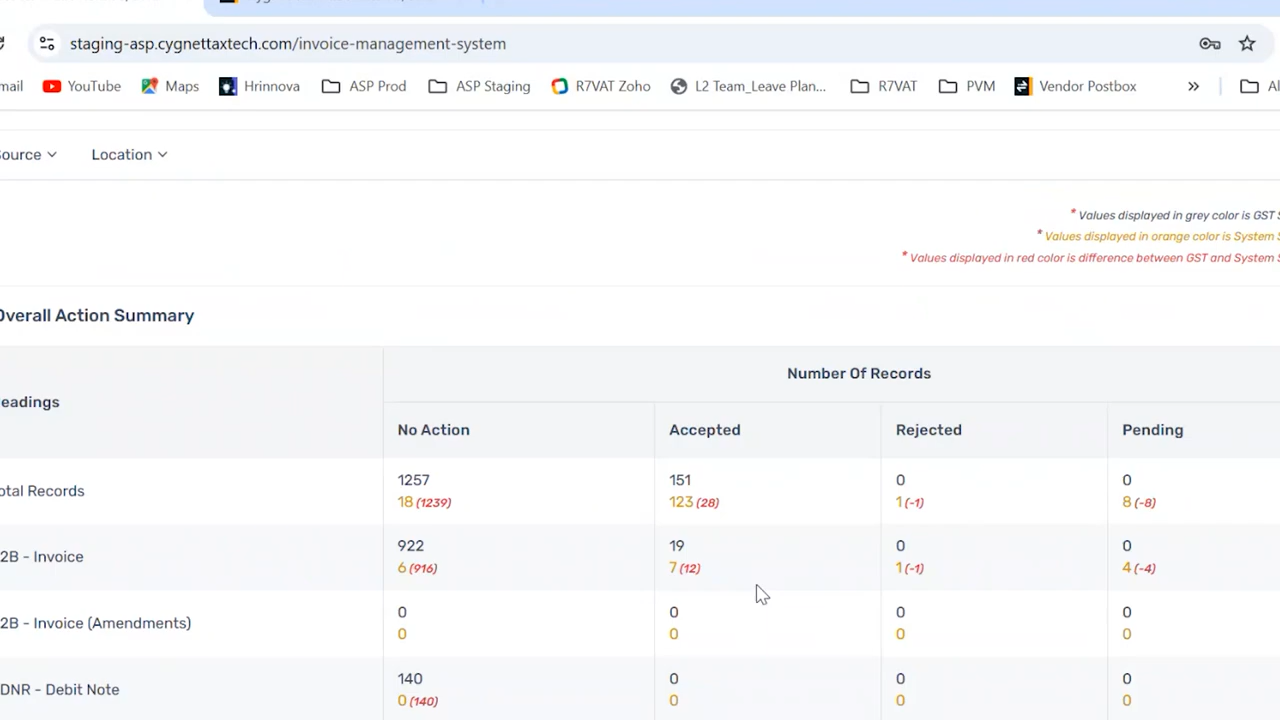 staging-asp.cygnettaxtech.com/invoice-management-system
mail YouTube Maps Hrinnova ASP Prod ASP Staging R7VAT Zoho L2 Team_Leave Plan... R7VAT PVM Vendor Postbox » Al
ource Location
* Values displayed in grey color is GST S
* Values displayed in orange color is System S
* Values displayed in red color is difference between GST and System S
Overall Action Summary
eadings Number Of Records
No Action Accepted Rejected Pending
otal Records
1257 151 0 0
18 (1239) 123 (28) 1 (-1) 8 (-8)
2B - Invoice
922 19 0 0
6 (916) 7 (12) 1 (-1) 4 (-4)
2B - Invoice (Amendments)
0 0 0 0
0 0 0 0
DNR - Debit Note
140 0 0 0
0 (140) 0 0 0